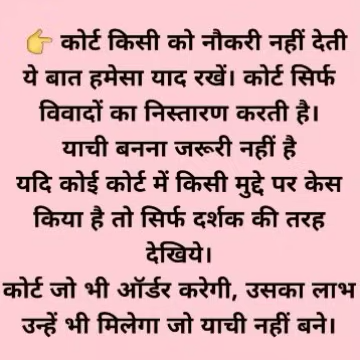 👉 कोर्ट किसी को नौकरी नहीं देती
ये बात हमेसा याद रखें। कोर्ट सिर्फ
विवादों का निस्तारण करती है।
याची बनना जरूरी नहीं है
यदि कोई कोर्ट में किसी मुद्दे पर केस
किया है तो सिर्फ दर्शक की तरह
देखिये।
कोर्ट जो भी ऑर्डर करेगी, उसका लाभ
उन्हें भी मिलेगा जो याची नहीं बने।